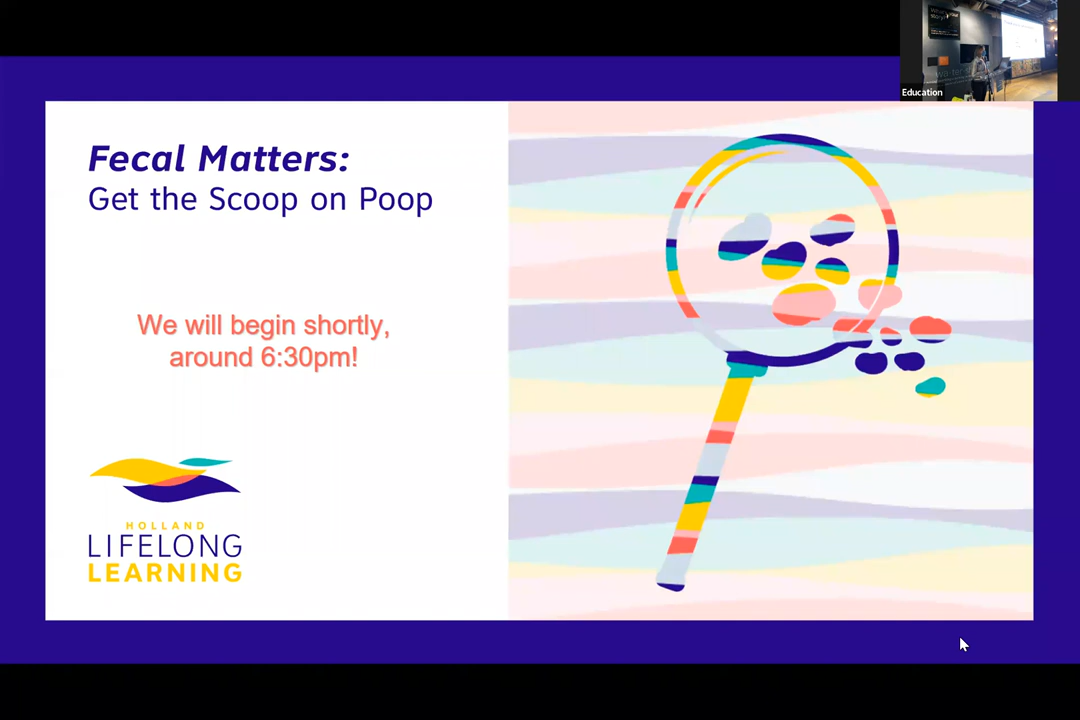 Fecal Matters:
Get the Scoop on Poop
We will begin shortly,
around 6:30pm!
HOLLAND
LIFELONG
LEARNING
Education